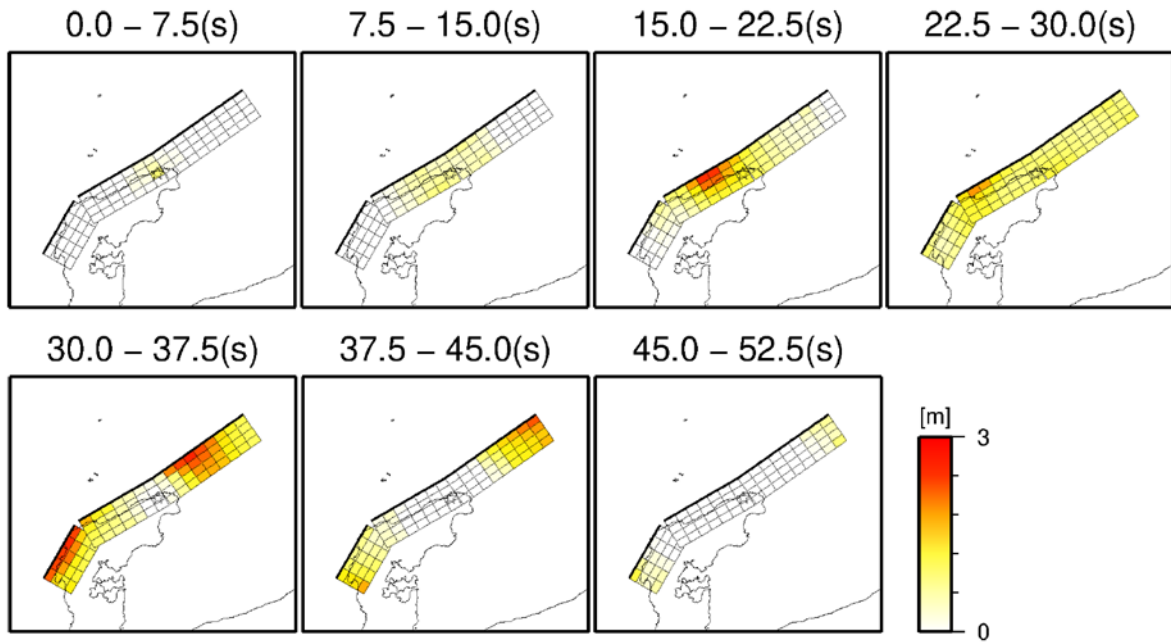 0.0 – 7.5(s)
7.5 – 15.0(s)
15.0 – 22.5(s)
22.5 – 30.0(s)
30.0 – 37.5(s)
37.5 – 45.0(s)
45.0 – 52.5(s)
[m]
3
0